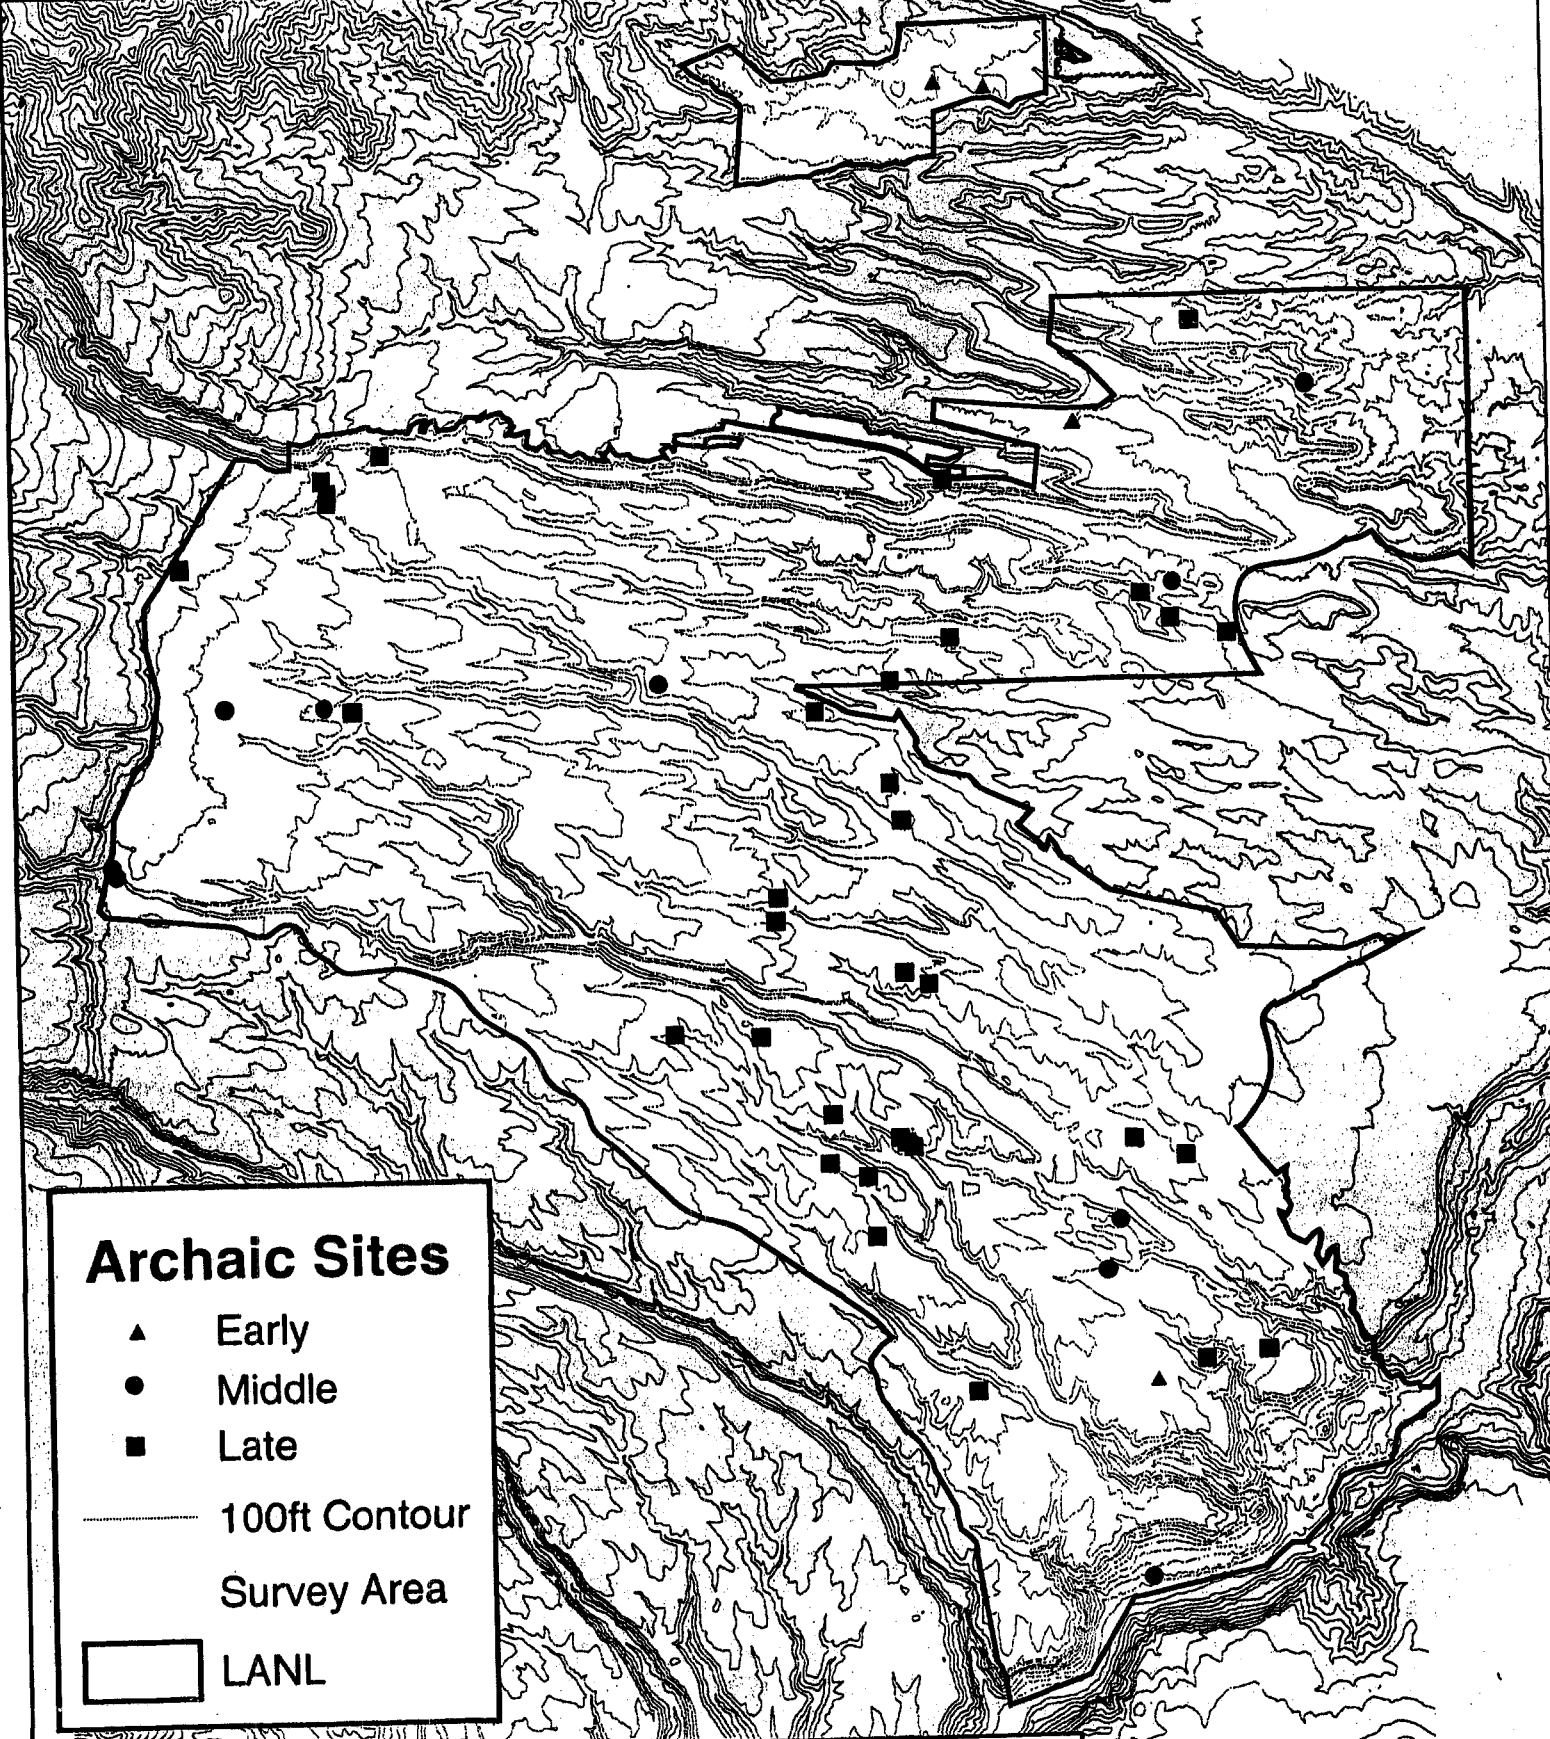 Archaic Sites
Early
Middle
Late
100ft Contour
Survey Area
LANL